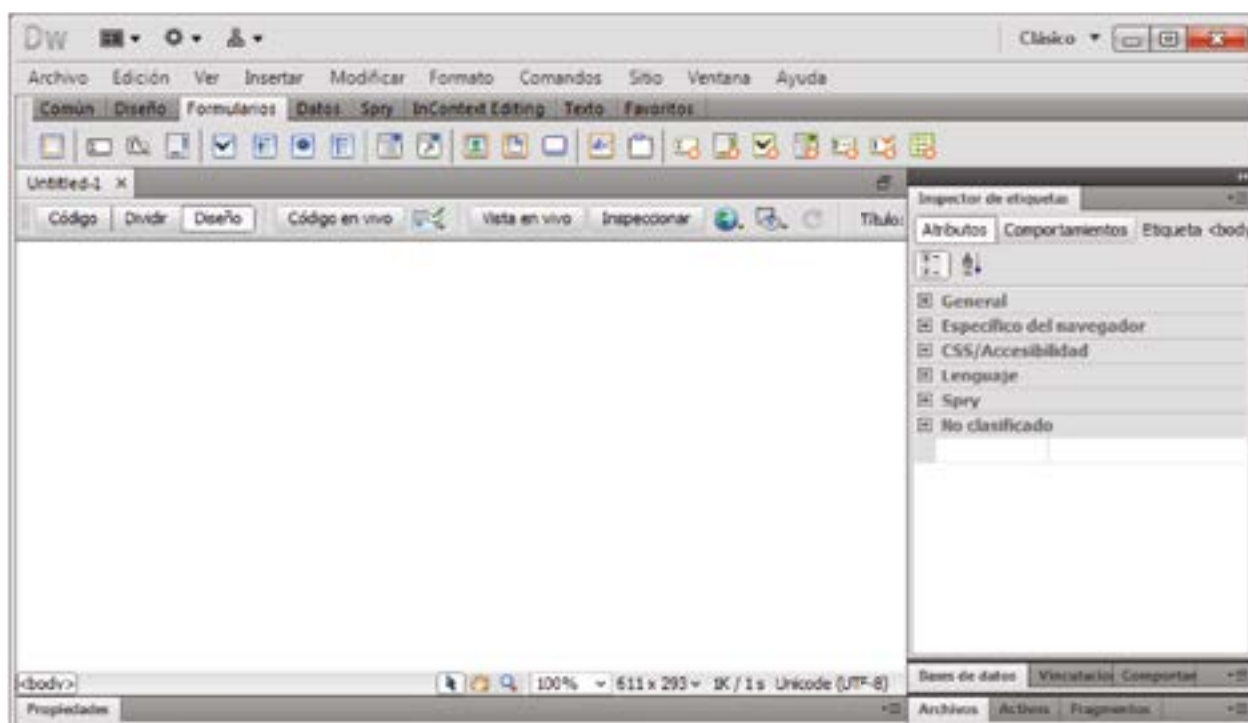 Dw Clásico
Archivo Edición Ver Insertar Modificar Formato Comandos Sitio Ventana Ayuda
Común Diseño Formularios Datos Spry InContext Editing Texto Favoritos
Untitled-1
Código Dividir Diseño Código en vivo Vista en vivo Inspeccionar Título:
Inspector de etiquetas
Atributos Comportamientos Etiqueta <body
General
Específico del navegador
CSS/Accesibilidad
Lenguaje
Spry
No clasificado
<body> 100% 611 x 293 1K / 1 s Unicode (UTF-8)
Bases de datos Vinculacio Comportar
Propiedades
Archivos Activos Fragmentos